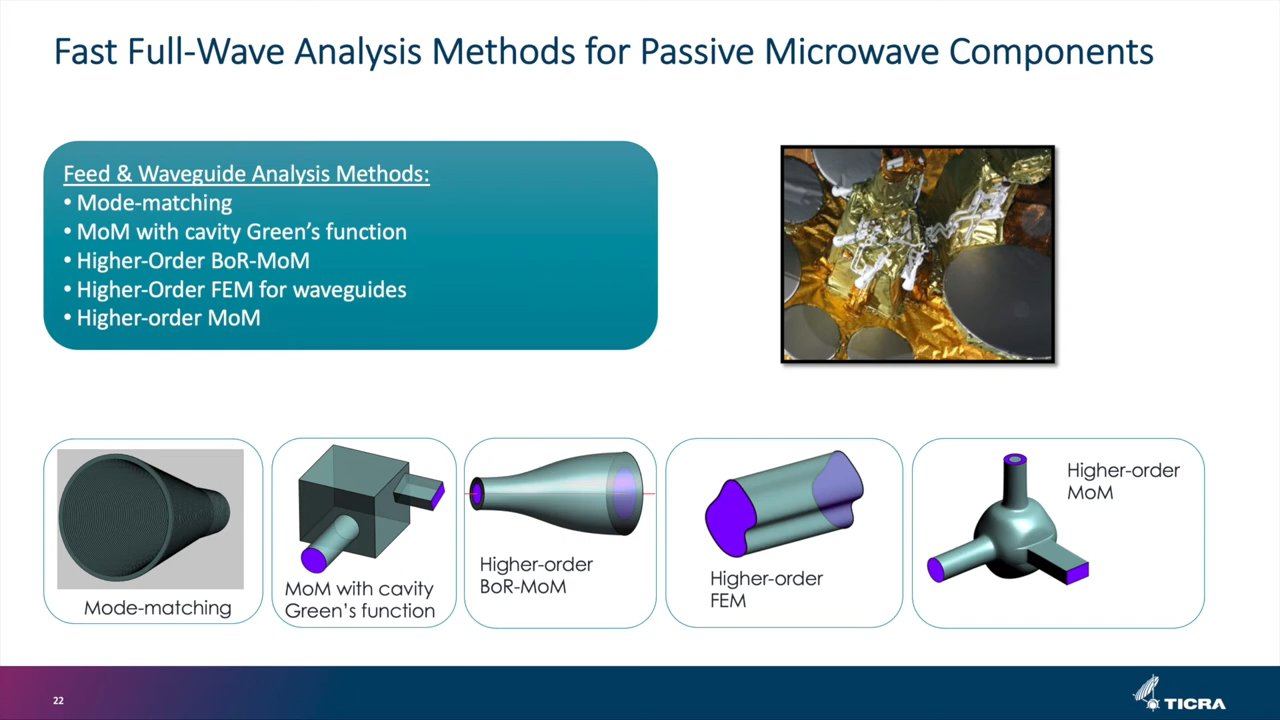 Fast Full-Wave Analysis Methods for Passive Microwave Components
Feed & Waveguide Analysis Methods:
• Mode-matching
• MoM with cavity Green's function
• Higher-Order BoR-MoM
• Higher-Order FEM for waveguides
• Higher-order MoM
Mode-matching
MoM with cavity
Green's function
Higher-order
BoR-MoM
Higher-order
FEM
Higher-order
MoM
22
TICRA